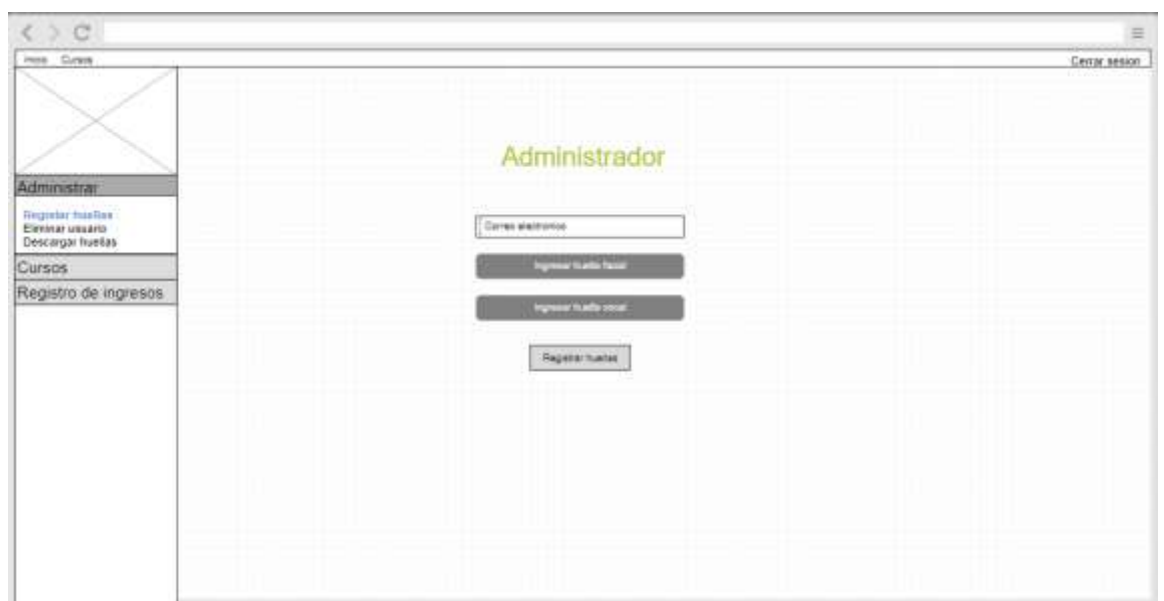 Inicio Cursos
Cerrar sesion
Administrar
Registrar huellas
Eliminar usuario
Descargar huellas
Cursos
Registro de ingresos
Administrador
Correo electronico
Ingresar huella facial
Ingresar huella vocal
Registrar huellas